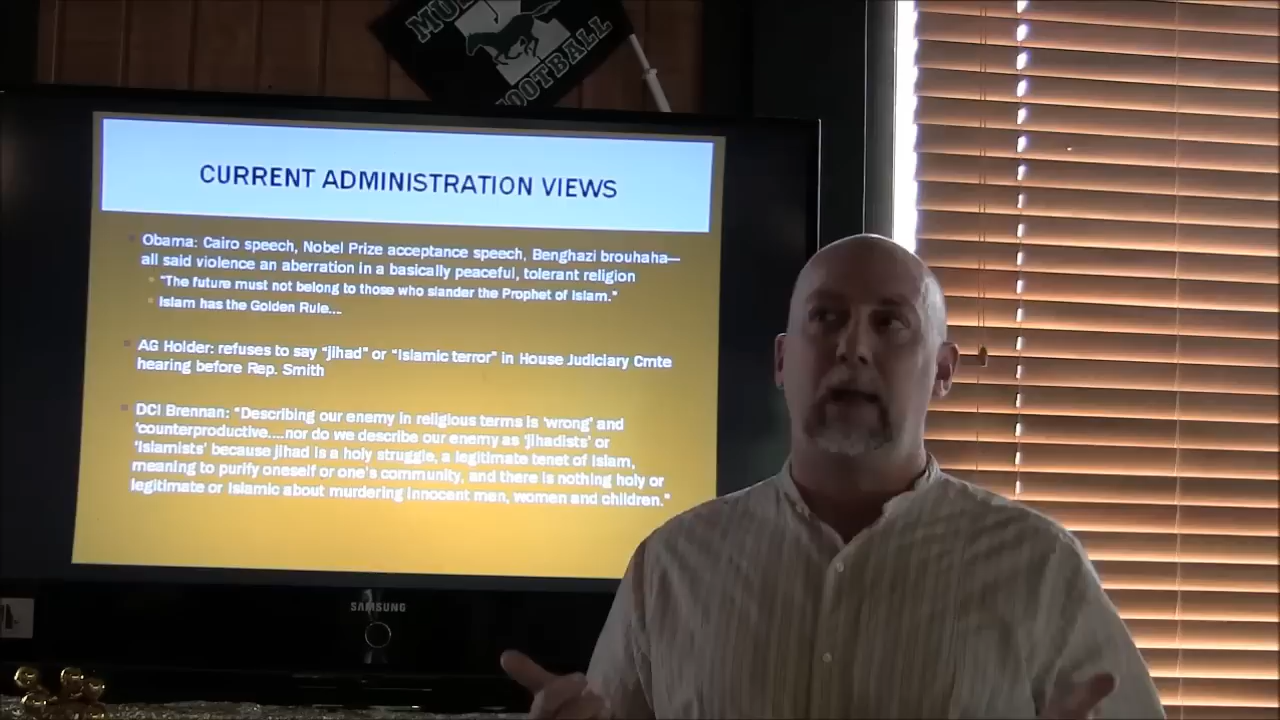 MU
FOOTBALL
CURRENT ADMINISTRATION VIEWS
Obama: Cairo speech, Nobel Prize acceptance speech, Benghazi brouhaha—
all said violence an aberration in a basically peaceful, tolerant religion
"The future must not belong to those who slander the Prophet of Islam."
Islam has the Golden Rule...
AG Holder: refuses to say "jihad" or "Islamic terror" in House Judiciary Cmte
hearing before Rep. Smith
DCI Brennan: "Describing our enemy in religious terms is 'wrong' and
'counterproductive....nor do we describe our enemy as 'jihadists' or
'Islamists' because jihad is a holy struggle, a legitimate tenet of Islam,
meaning to purify oneself or one's community, and there is nothing holy or
legitimate or Islamic about murdering innocent men, women and children."
SAMSUNG